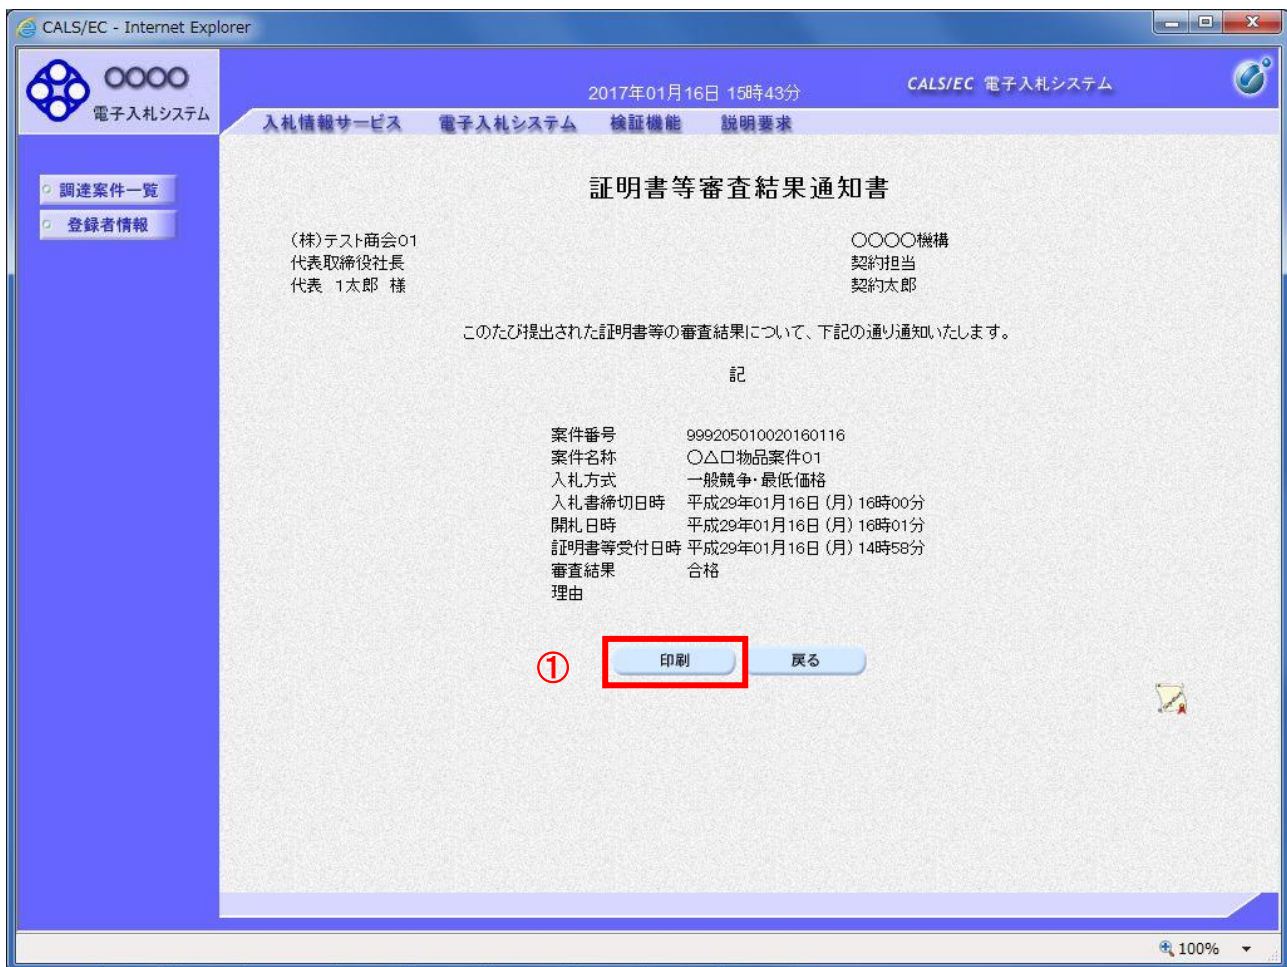 CALS/EC - Internet Explorer
○○○○
電子入札システム
2017年01月16日 15時43分
CALS/EC 電子入札システム
入札情報サービス 電子入札システム 検証機能 説明要求
調達案件一覧
登録者情報
証明書等審査結果通知書
(株)テスト商会01
代表取締役社長
代表 1太郎 様
○○○○機構
契約担当
契約太郎
このたび提出された証明書等の審査結果について、下記の通り通知いたします。
記
案件番号 999205010020160116
案件名称 ○△□物品案件01
入札方式 一般競争・最低価格
入札書締切日時 平成29年01月16日 (月) 16時00分
開札日時 平成29年01月16日 (月) 16時01分
証明書等受付日時 平成29年01月16日 (月) 14時58分
審査結果 合格
理由
① 印刷 戻る
100%